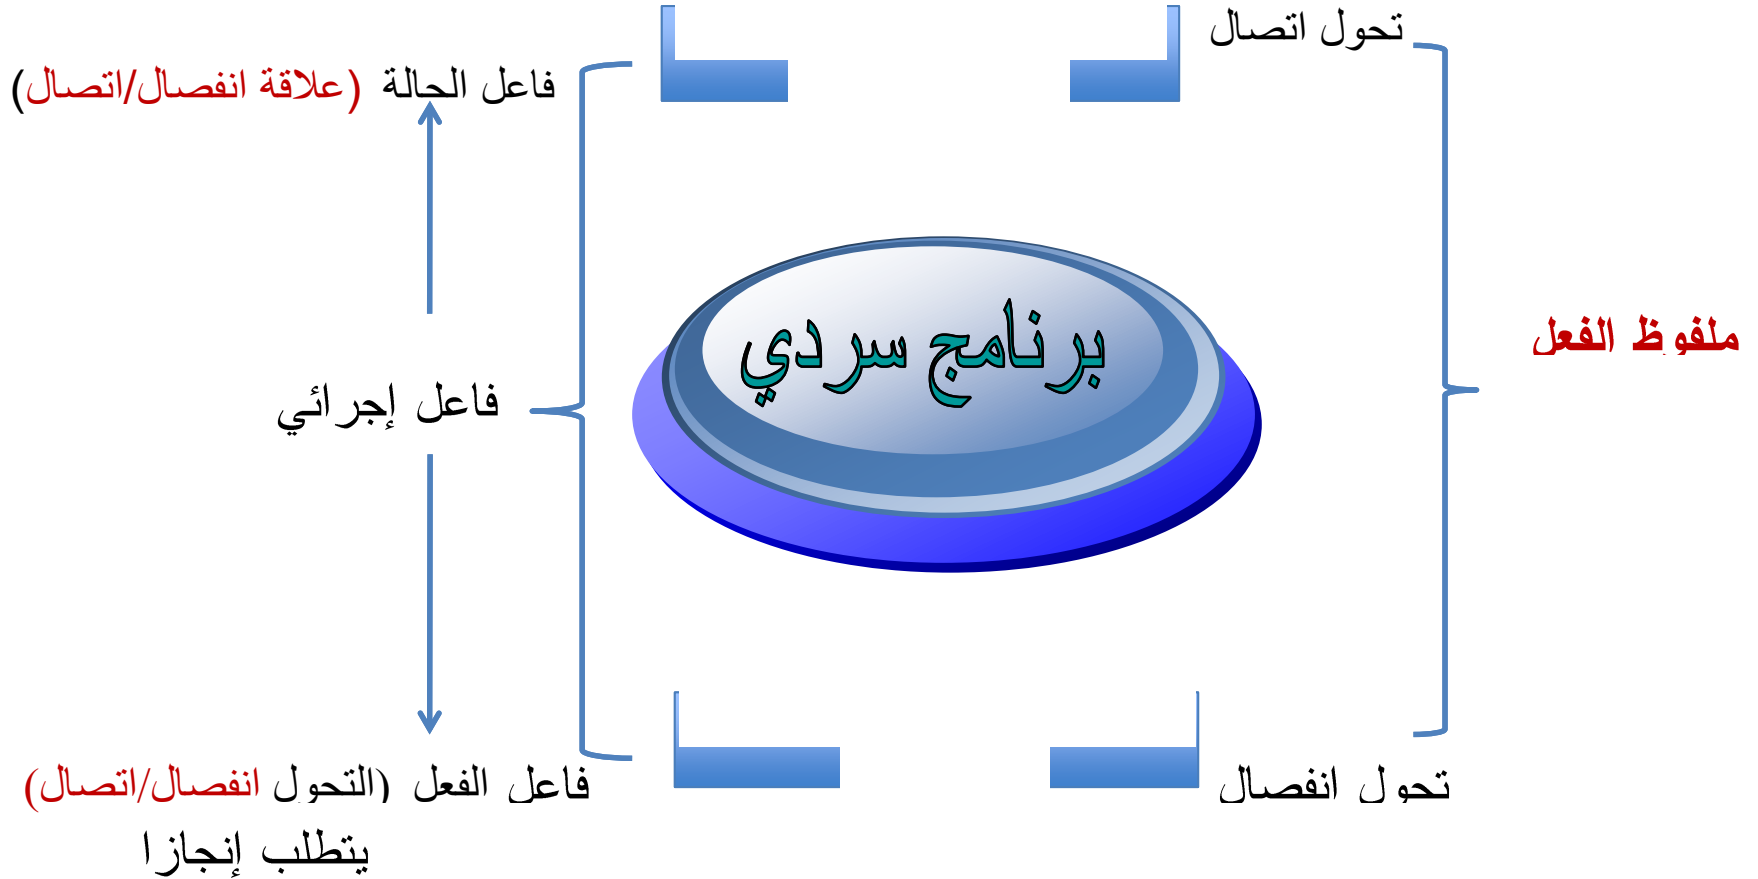 تحول اتصال
فاعل الحالة (علاقة انفصال/اتصال)
ملفوظ الفعل
برنامج سردي
فاعل إجرائي
تحول انفصال
فاعل الفعل (التحول انفصال/اتصال)
يتطلب إنجازا